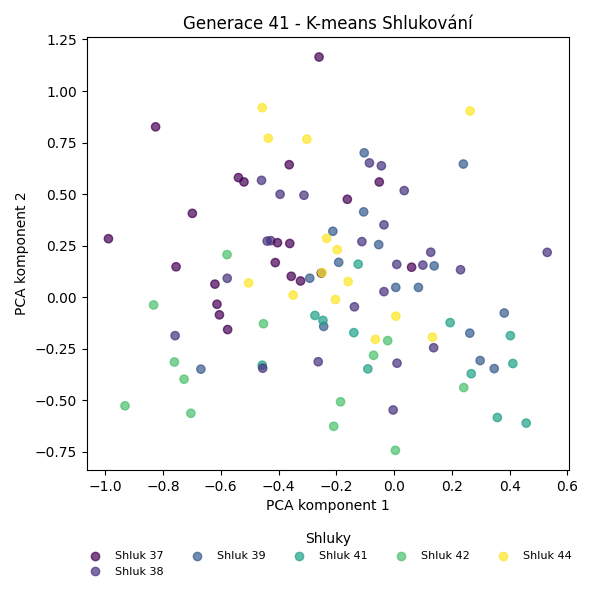 Generace 41 - K-means Shlukování
1.25
1.00
0.75
0.50
0.25
0.00
−0.25
−0.50
−0.75
PCA komponent 2
−1.0 −0.8 −0.6 −0.4 −0.2 0.0 0.2 0.4 0.6
PCA komponent 1
Shluky
Shluk 37 Shluk 39 Shluk 41 Shluk 42 Shluk 44
Shluk 38